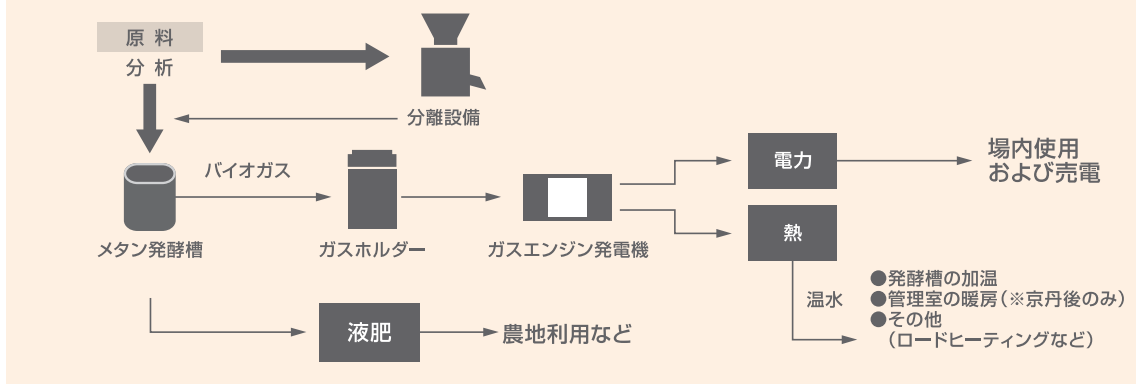 原料
分析
分離設備
バイオガス
メタン発酵槽
ガスホルダー
ガスエンジン発電機
電力
場内使用
および売電
熱
温水
●発酵槽の加温
●管理室の暖房(※京丹後のみ)
●その他
(ロードヒーティングなど)
液肥
農地利用など